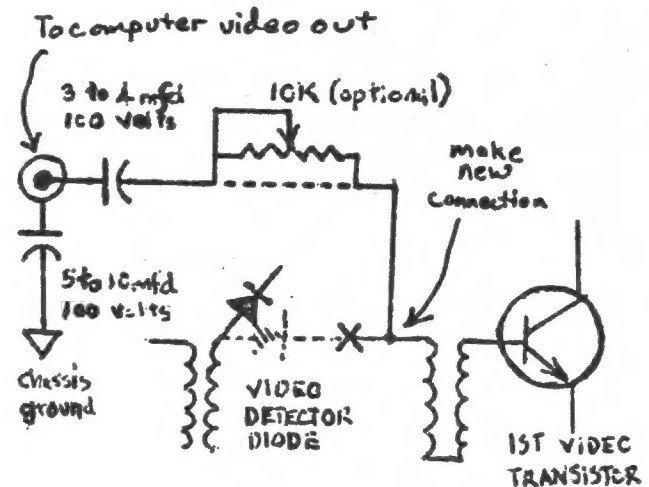 To computer video out
3 to 4 mfd
100 volts
10K (optional)
make
new
connection
5 to 10 mfd
100 volts
chassis
ground
VIDEO
DETECTOR
DIODE
1ST VIDEO
TRANSISTOR